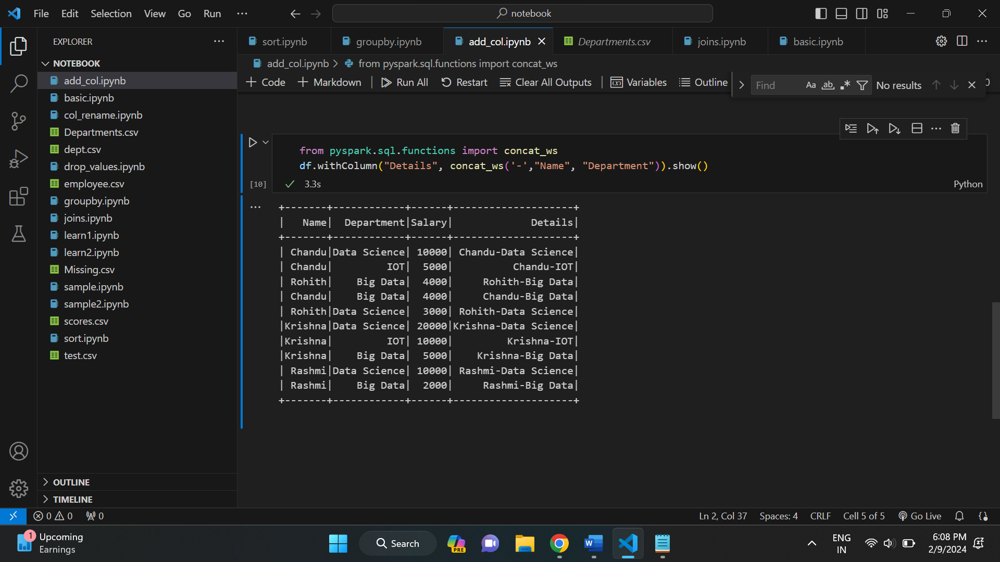 File Edit Selection View Go Run ··· notebook
EXPLORER ···
sort.ipynb groupby.ipynb add_col.ipynb Departments.csv joins.ipynb basic.ipynb ···
NOTEBOOK
add_col.ipynb
basic.ipynb
col_rename.ipynb
Departments.csv
dept.csv
drop_values.ipynb
employee.csv
groupby.ipynb
joins.ipynb
learn1.ipynb
learn2.ipynb
Missing.csv
sample.ipynb
sample2.ipynb
scores.csv
sort.ipynb
test.csv
OUTLINE
TIMELINE
add_col.ipynb > from pyspark.sql.functions import concat_ws
+ Code + Markdown | Run All Restart Clear All Outputs | Variables Outline
Find Aa ab No results
from pyspark.sql.functions import concat_ws
df.withColumn("Details", concat_ws('-',"Name", "Department")).show()
[10] ✓ 3.3s Python
+-------+------------+------+--------------------+
|   Name|  Department|Salary|             Details|
+-------+------------+------+--------------------+
| Chandu|Data Science| 10000| Chandu-Data Science|
| Chandu|         IOT|  5000|          Chandu-IOT|
| Rohith|    Big Data|  4000|     Rohith-Big Data|
| Chandu|    Big Data|  4000|     Chandu-Big Data|
| Rohith|Data Science|  3000| Rohith-Data Science|
|Krishna|Data Science| 20000|Krishna-Data Science|
|Krishna|         IOT| 10000|         Krishna-IOT|
|Krishna|    Big Data|  5000|    Krishna-Big Data|
| Rashmi|Data Science| 10000| Rashmi-Data Science|
| Rashmi|    Big Data|  2000|     Rashmi-Big Data|
+-------+------------+------+--------------------+
0 0 0 Ln 2, Col 37 Spaces: 4 CRLF Cell 5 of 5 Go Live
1 Upcoming
Earnings
Search
PRE
W
ENG
IN
6:08 PM
2/9/2024